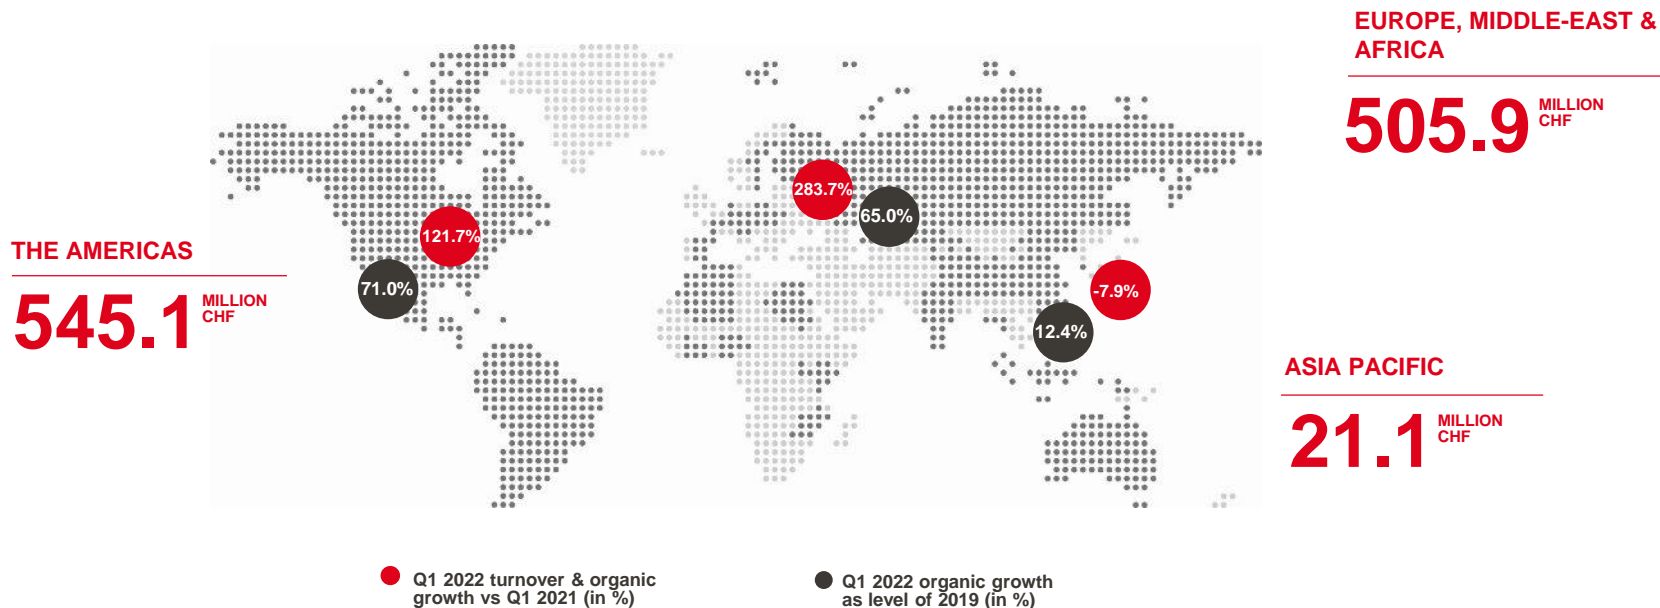 EUROPE, MIDDLE-EAST &
AFRICA
505.9 MILLION
CHF
283.7%
65.0%
121.7%
THE AMERICAS
71.0%
-7.9%
545.1 MILLION
CHF
12.4%
ASIA PACIFIC
21.1 MILLION
CHF
Q1 2022 turnover & organic
growth vs Q1 2021 (in %)
Q1 2022 organic growth
as level of 2019 (in %)